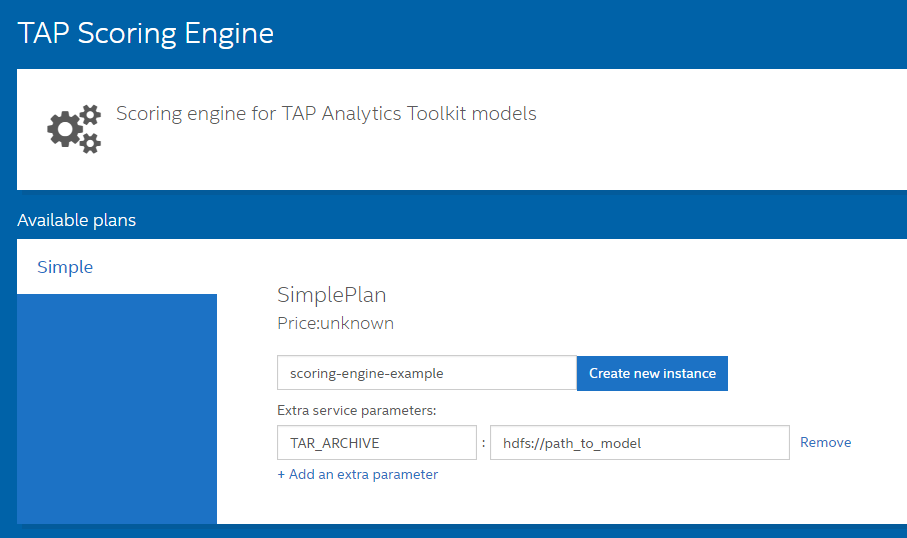 TAP Scoring Engine
Scoring engine for TAP Analytics Toolkit models
Available plans
Simple
SimplePlan
Price:unknown
scoring-engine-example Create new instance
Extra service parameters:
TAR_ARCHIVE : hdfs://path_to_model Remove
+ Add an extra parameter